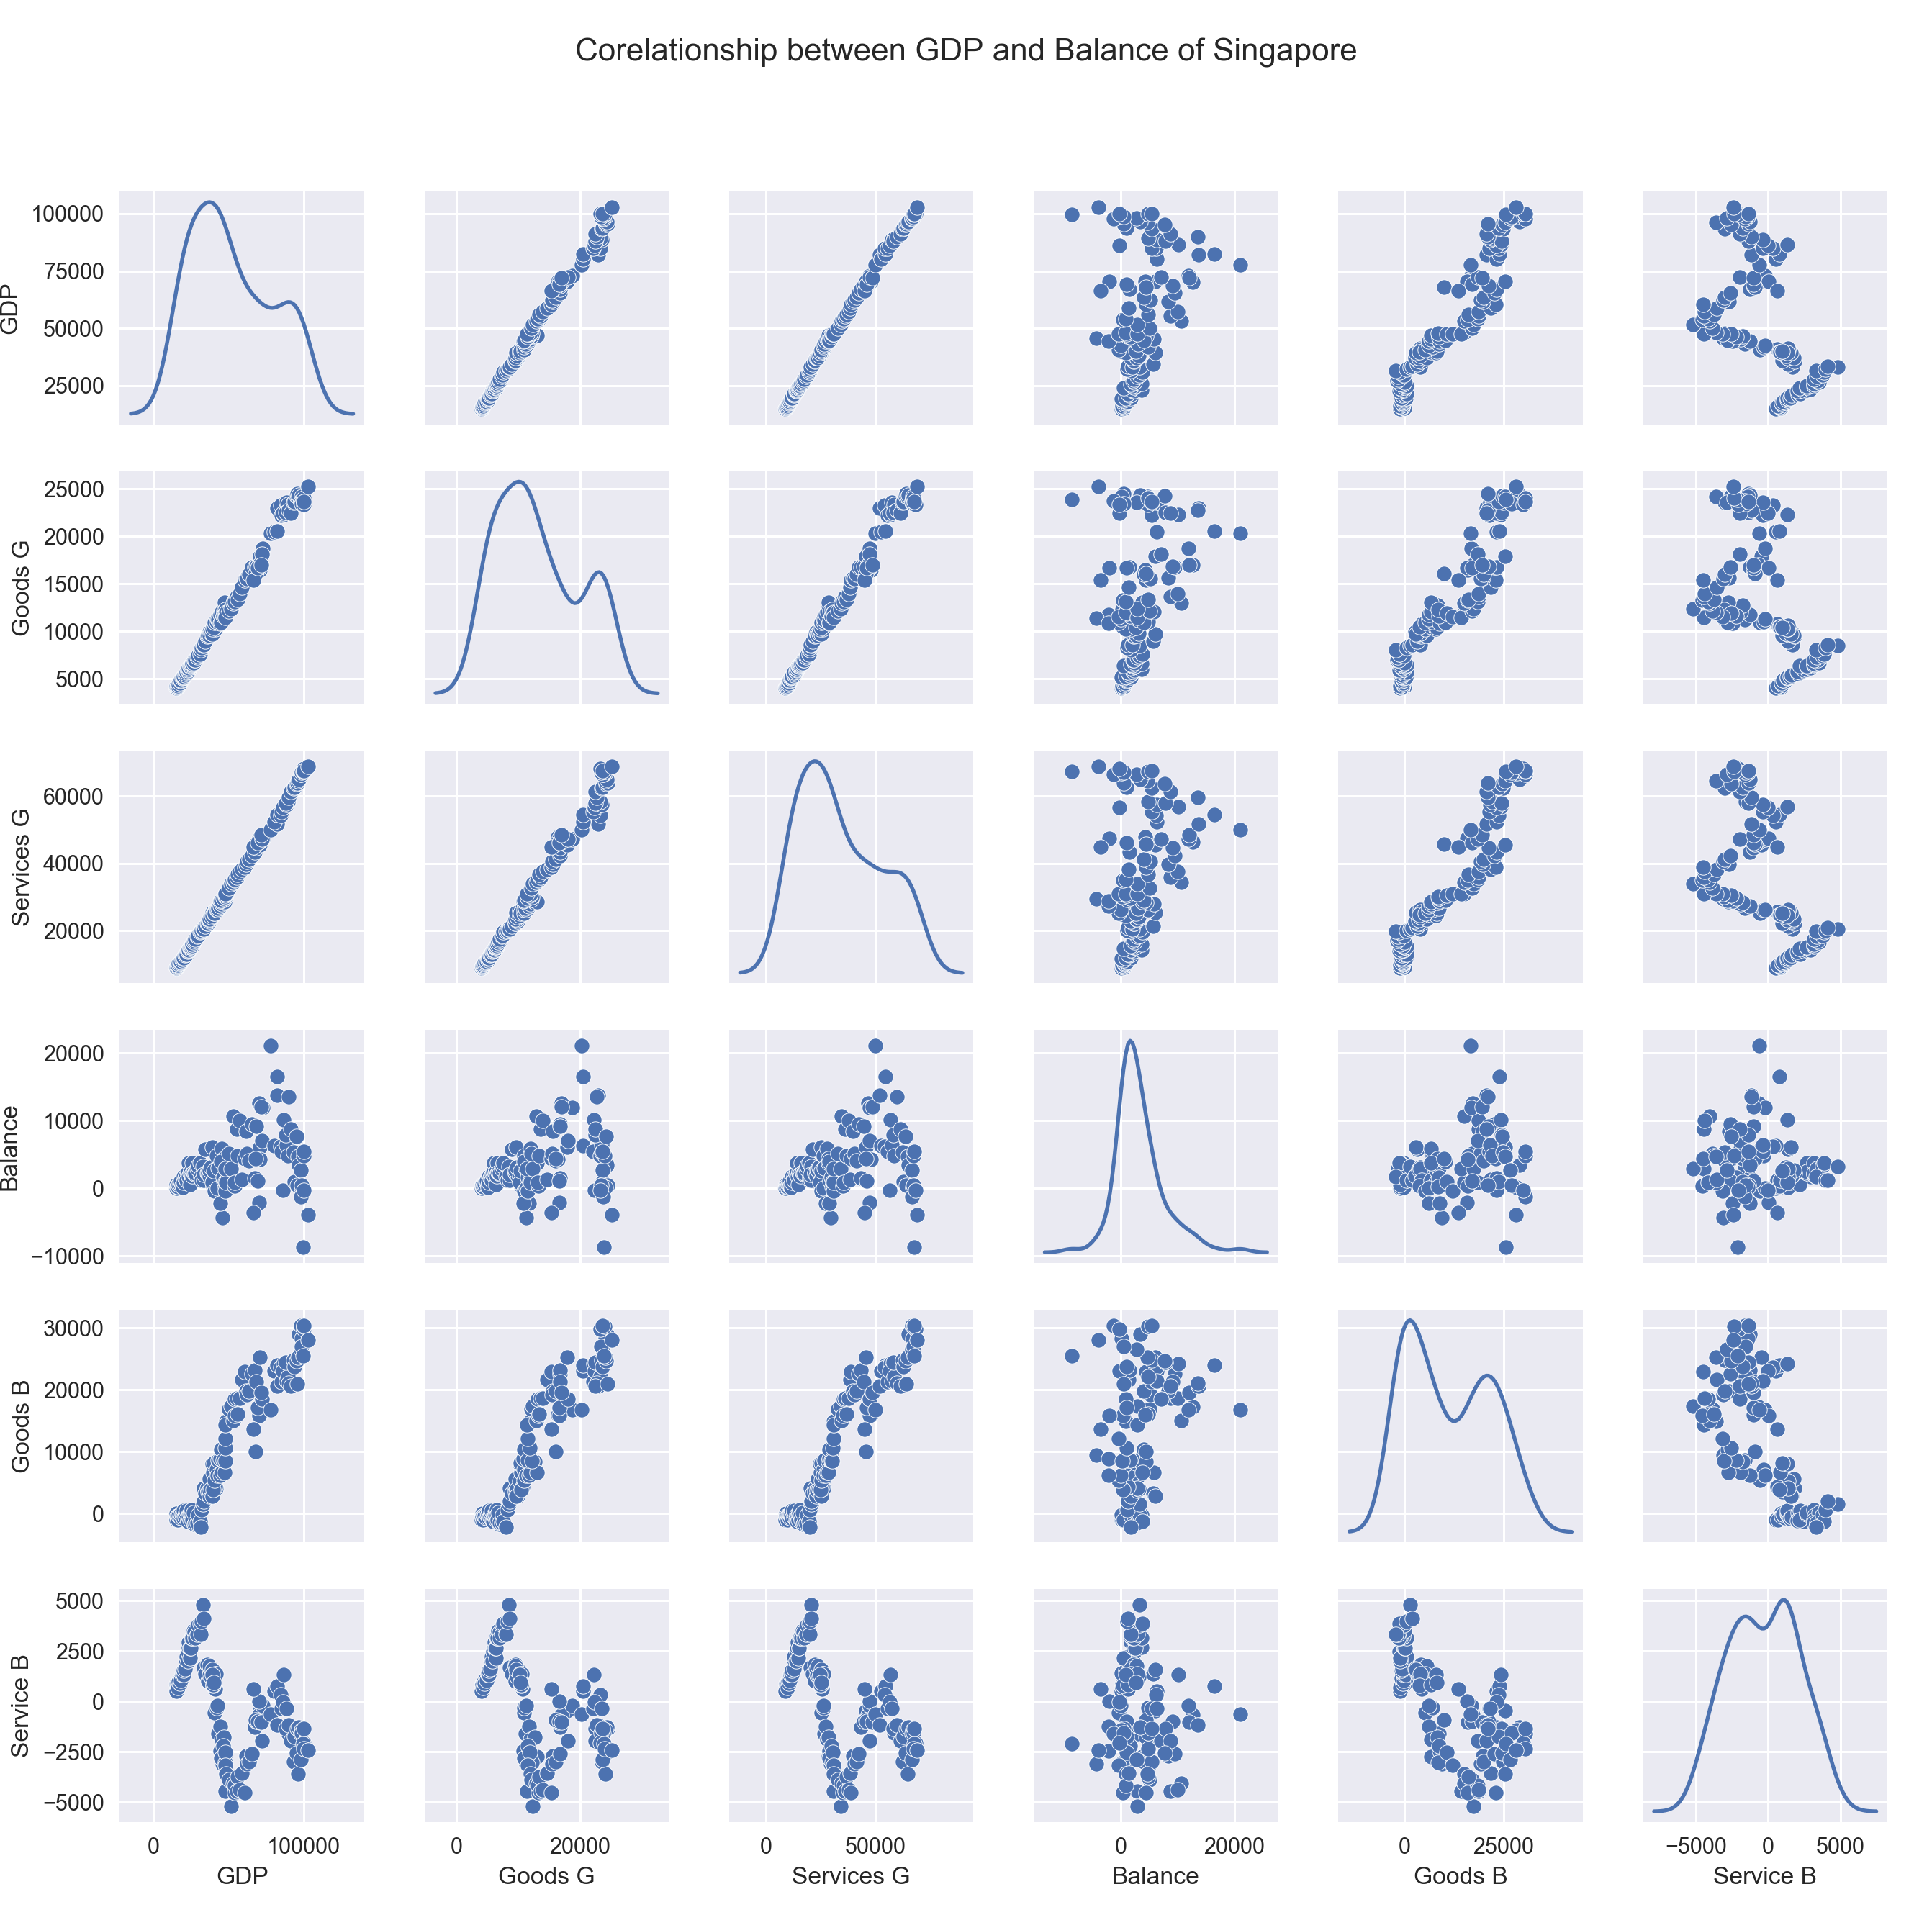 Corelationship between GDP and Balance of Singapore
100000
75000
50000
25000
GDP
25000
20000
15000
10000
5000
Goods G
60000
40000
20000
Services G
20000
10000
0
−10000
Balance
30000
20000
10000
0
Goods B
5000
2500
0
−2500
−5000
Service B
0 100000 0 20000 0 50000 0 20000 0 25000 −5000 0 5000
GDP Goods G Services G Balance Goods B Service B